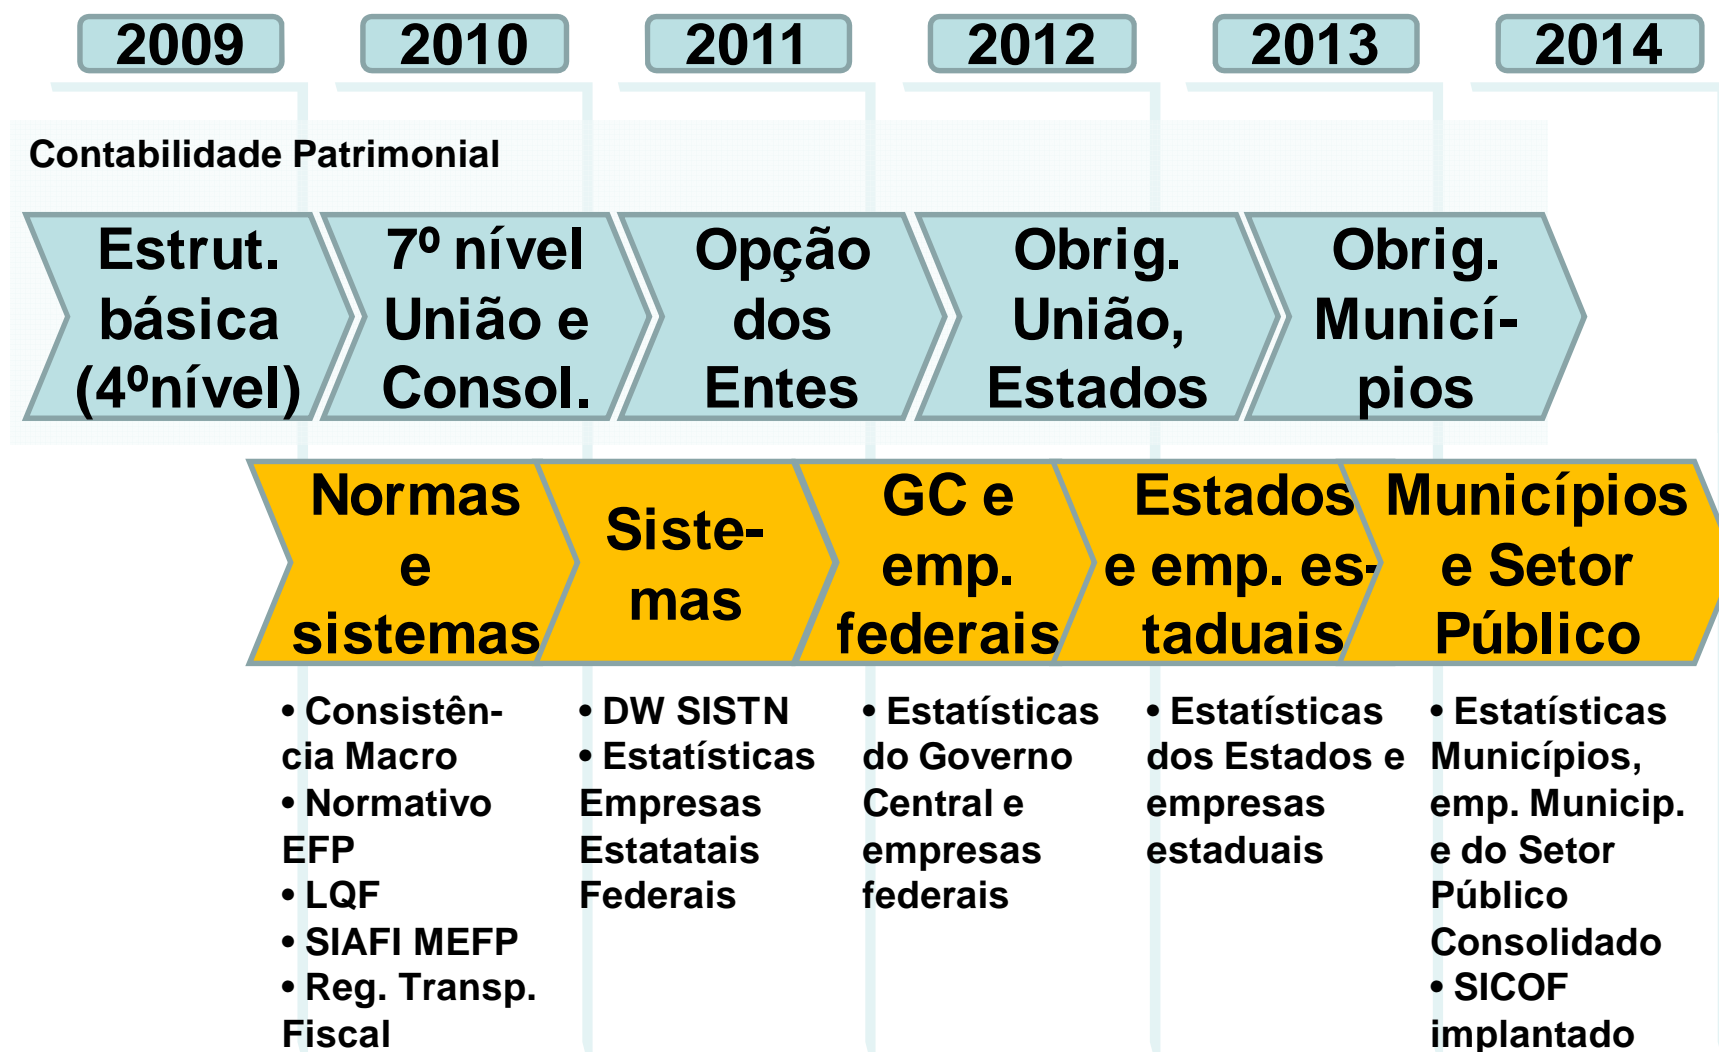 2009
2010
2011
2012
2013
2014
Contabilidade Patrimonial
Estrut.
básica
(4ºnível)
7º nível
União e
Consol.
Opção
dos
Entes
Obrig.
União,
Estados
Obrig.
Municí-
pios
Normas
e
sistemas
Siste-
mas
GC e
emp.
federais
Estados
e emp. es-
taduais
Municípios
e Setor
Público
• Consistên-
cia Macro
• Normativo
EFP
• LQF
• SIAFI MEFP
• Reg. Transp.
Fiscal
• DW SISTN
• Estatísticas
Empresas
Estatatais
Federais
• Estatísticas
do Governo
Central e
empresas
federais
• Estatísticas
dos Estados e
empresas
estaduais
• Estatísticas
Municípios,
emp. Municip.
e do Setor
Público
Consolidado
• SICOF
implantado